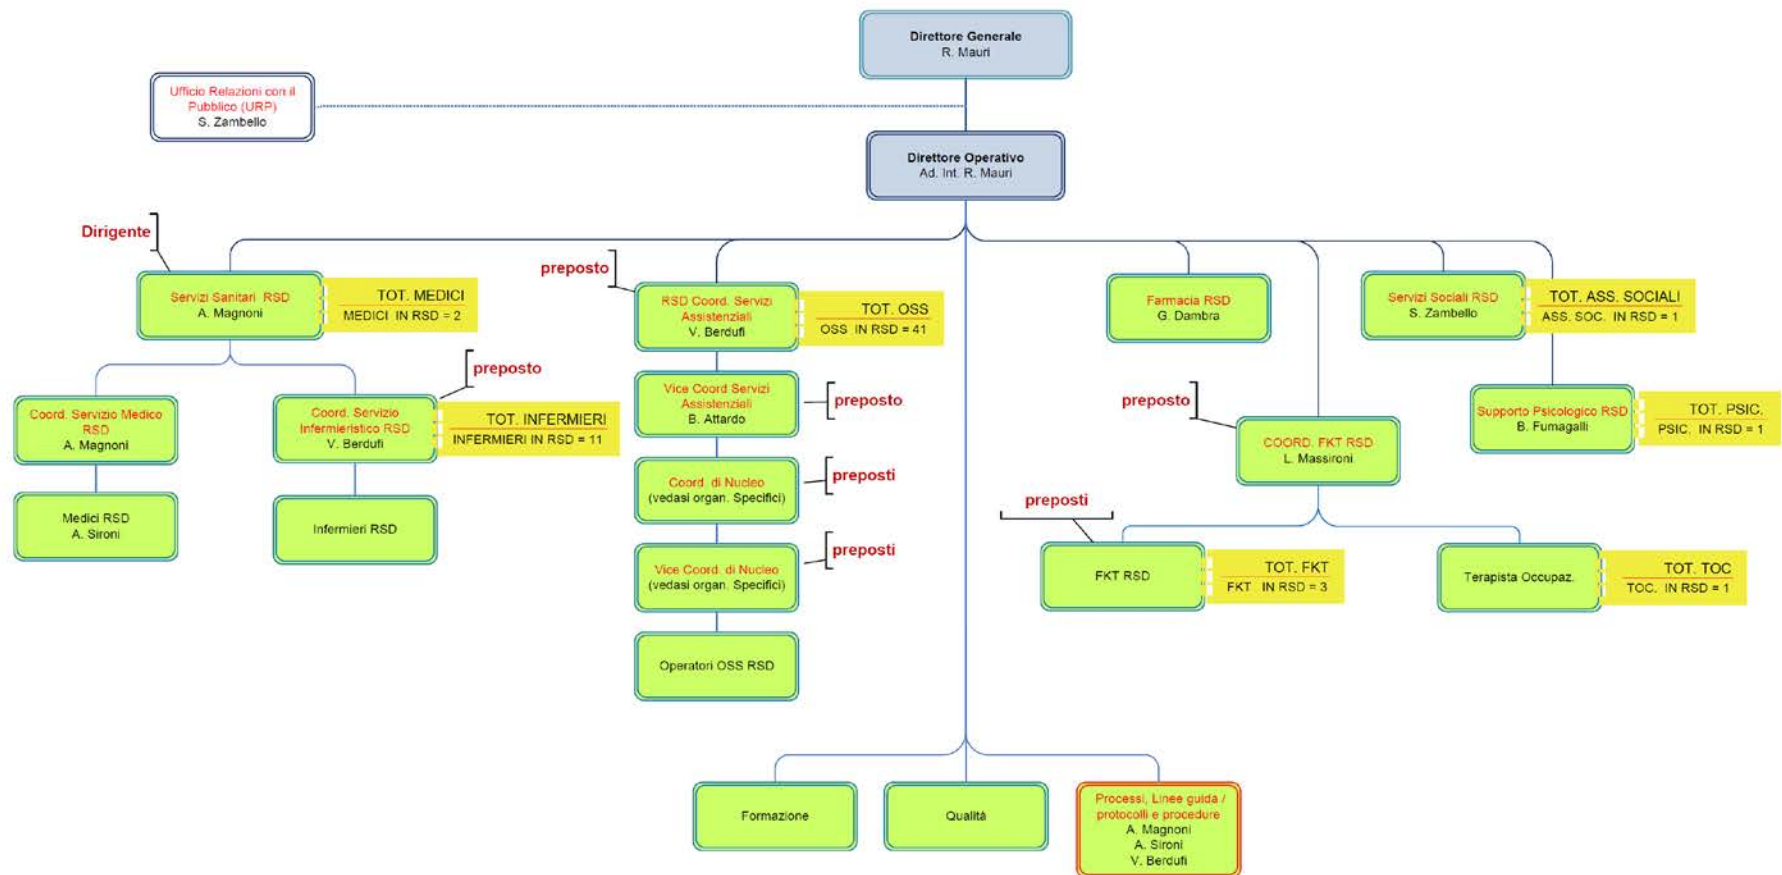 Direttore Generale
R. Mauri
Ufficio Relazioni con il
Pubblico (URP)
S. Zambello
Direttore Operativo
Ad. Int. R. Mauri
Dirigente
Servizi Sanitari RSD
A. Magnoni
TOT. MEDICI
MEDICI IN RSD = 2
preposto
RSD Coord. Servizi
Assistenziali
V. Berdufi
TOT. OSS
OSS IN RSD = 41
Farmacia RSD
G. Dambra
Servizi Sociali RSD
S. Zambello
TOT. ASS. SOCIALI
ASS. SOC. IN RSD = 1
Coord. Servizio Medico
RSD
A. Magnoni
preposto
Coord. Servizio
Infermieristico RSD
V. Berdufi
TOT. INFERMIERI
INFERMIERI IN RSD = 11
Vice Coord Servizi
Assistenziali
B. Attardo
preposto
preposto
COORD. FKT RSD
L. Massironi
Supporto Psicologico RSD
B. Fumagalli
TOT. PSIC.
PSIC. IN RSD = 1
Medici RSD
A. Sironi
Infermieri RSD
Coord. di Nucleo
(vedasi organ. Specifici)
preposti
Vice Coord. di Nucleo
(vedasi organ. Specifici)
preposti
preposti
FKT RSD
TOT. FKT
FKT IN RSD = 3
Terapista Occupaz.
TOT. TOC
TOC. IN RSD = 1
Operatori OSS RSD
Formazione
Qualità
Processi, Linee guida /
protocolli e procedure
A. Magnoni
A. Sironi
V. Berdufi